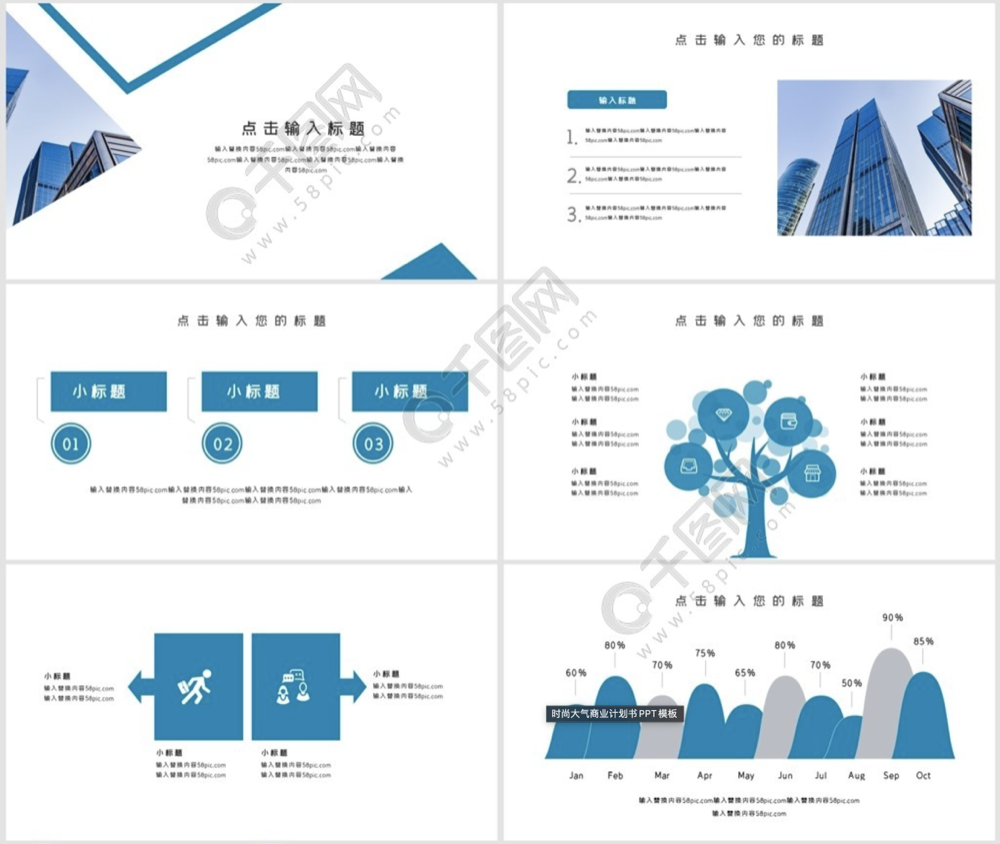 点击输入标题
输入替换内容58pic.com输入替换内容58pic.com输入替换内容
58pic.com输入替换内容58pic.com输入替换内容58pic.com输入替换
内容58pic.com
点击输入您的标题
输入标题
1.
输入替换内容58pic.com输入替换内容58pic.com输入替换内容
58pic.com输入替换内容58pic.com
2.
输入替换内容58pic.com输入替换内容58pic.com输入替换内容
58pic.com输入替换内容58pic.com
3.
输入替换内容58pic.com输入替换内容58pic.com输入替换内容
58pic.com输入替换内容58pic.com
点击输入您的标题
小标题
小标题
小标题
01
02
03
输入替换内容58pic.com输入替换内容58pic.com输入替换内容58pic.com输入替换内容58pic.com输入
替换内容58pic.com输入替换内容58pic.com
点击输入您的标题
小标题
输入替换内容58pic.com
输入替换内容58pic.com
小标题
输入替换内容58pic.com
输入替换内容58pic.com
小标题
输入替换内容58pic.com
输入替换内容58pic.com
小标题
输入替换内容58pic.com
输入替换内容58pic.com
小标题
输入替换内容58pic.com
输入替换内容58pic.com
小标题
输入替换内容58pic.com
输入替换内容58pic.com
小标题
输入替换内容58pic.com
输入替换内容58pic.com
小标题
输入替换内容58pic.com
输入替换内容58pic.com
小标题
输入替换内容58pic.com
输入替换内容58pic.com
小标题
输入替换内容58pic.com
输入替换内容58pic.com
点击输入您的标题
60%
80%
70%
75%
65%
80%
70%
50%
90%
85%
时尚大气商业计划书PPT模板
Jan
Feb
Mar
Apr
May
Jun
Jul
Aug
Sep
Oct
输入替换内容58pic.com输入替换内容58pic.com输入替换内容58pic.com
输入替换内容58pic.com
千图网
www.58pic.com
千图网
www.58pic.com
千图网
www.58pic.com